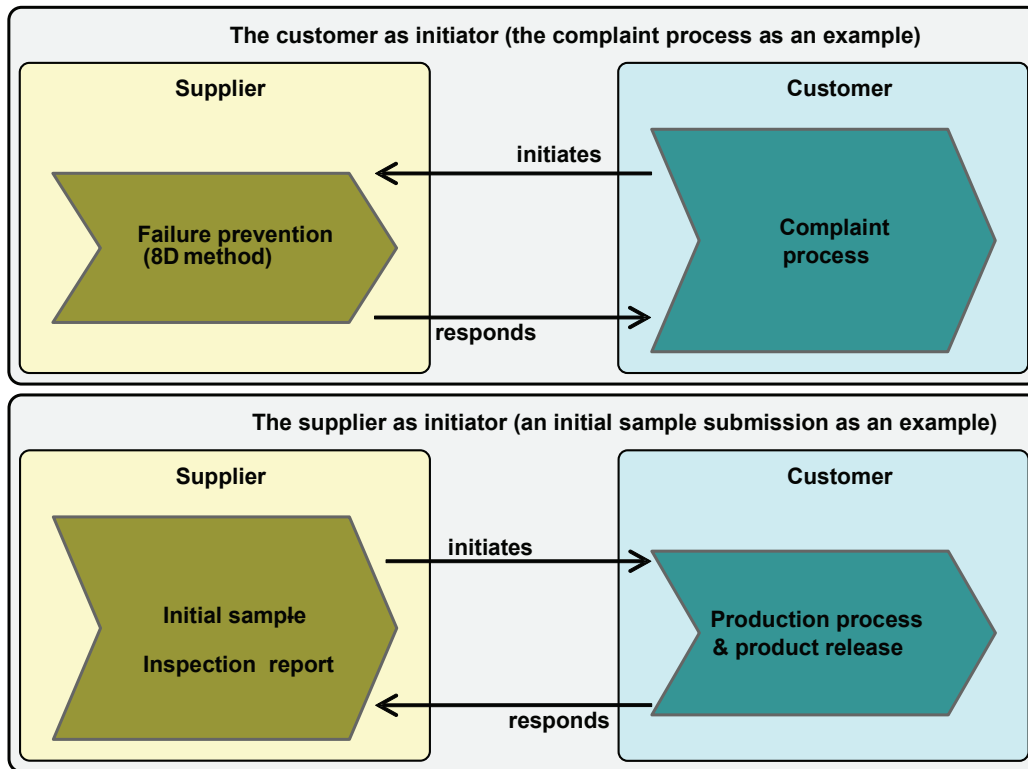 The customer as initiator (the complaint process as an example)
Supplier
Customer
initiates
Failure prevention
(8D method)
Complaint
process
responds
The supplier as initiator (an initial sample submission as an example)
Supplier
Customer
initiates
Initial sample
Inspection report
Production process
& product release
responds